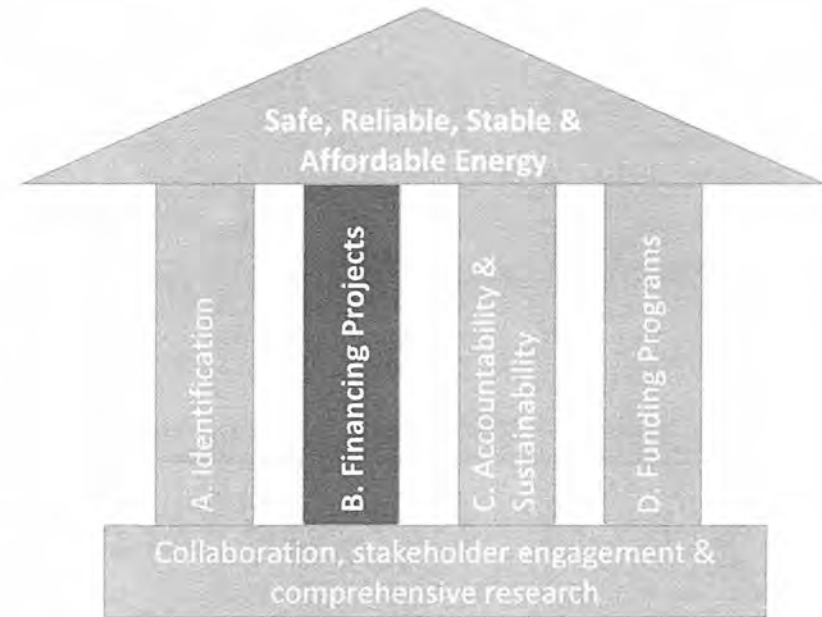 Safe, Reliable, Stable &
Affordable Energy
A. Identification
B. Financing Projects
C. Accountability &
Sustainability
D. Funding Programs
Collaboration, stakeholder engagement &
comprehensive research